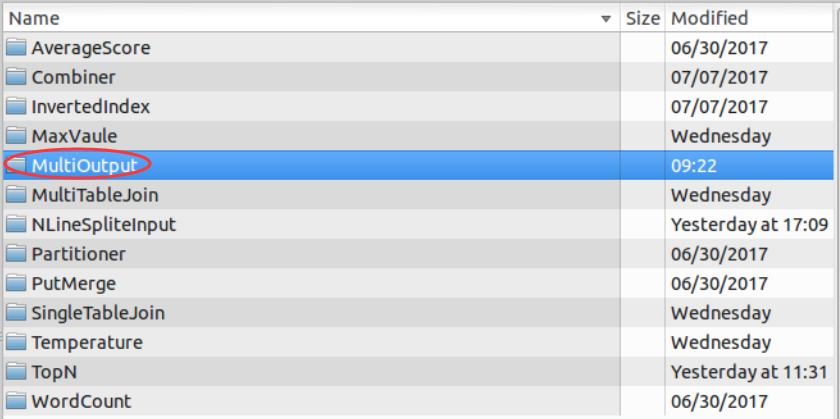 Name Size Modified
AverageScore 06/30/2017
Combiner 07/07/2017
InvertedIndex 07/07/2017
MaxVaule Wednesday
MultiOutput 09:22
MultiTableJoin Wednesday
NLineSpliteInput Yesterday at 17:09
Partitioner 06/30/2017
PutMerge 06/30/2017
SingleTableJoin Wednesday
Temperature Wednesday
TopN Yesterday at 11:31
WordCount 06/30/2017